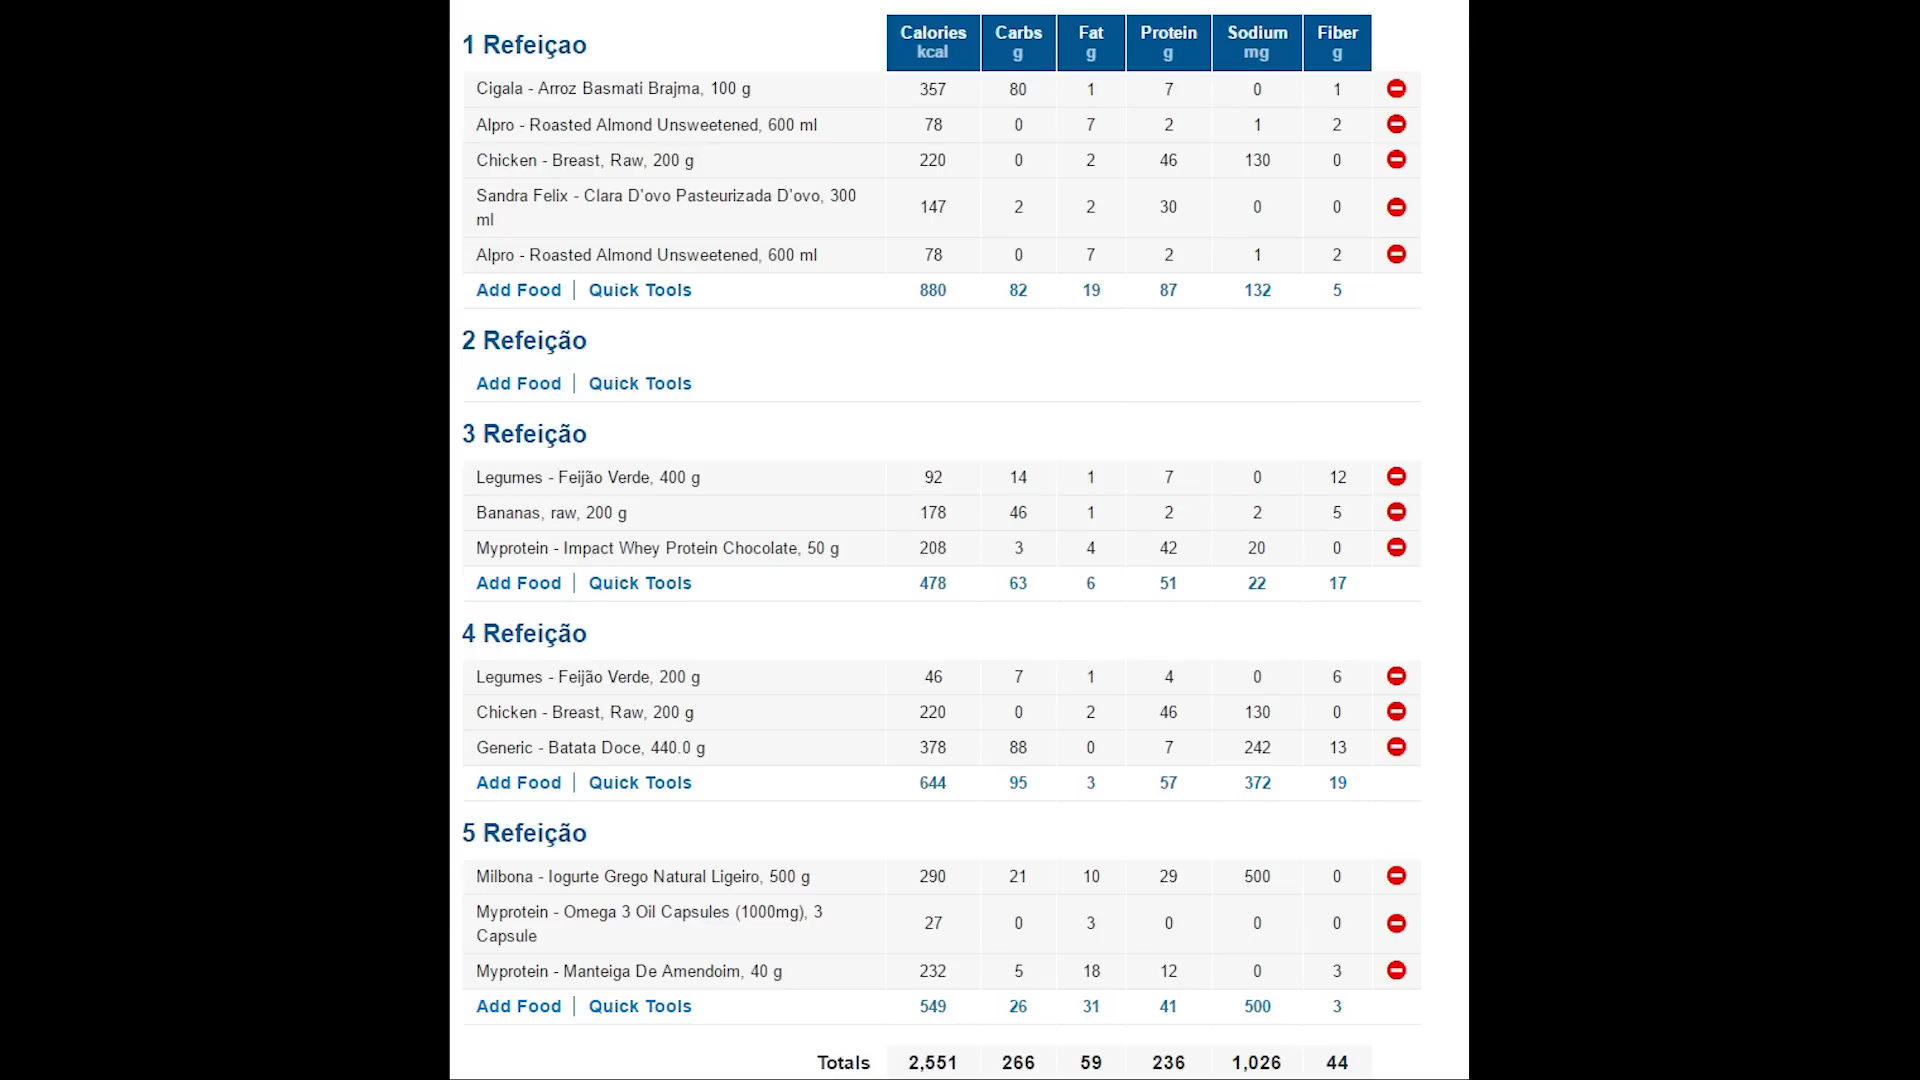 1 Refeiçao Calories Carbs Fat Protein Sodium Fiber
kcal g g g mg g
Cigala - Arroz Basmati Brajma, 100 g 357 80 1 7 0 1
Alpro - Roasted Almond Unsweetened, 600 ml 78 0 7 2 1 2
Chicken - Breast, Raw, 200 g 220 0 2 46 130 0
Sandra Felix - Clara D'ovo Pasteurizada D'ovo, 300
ml 147 2 2 30 0 0
Alpro - Roasted Almond Unsweetened, 600 ml 78 0 7 2 1 2
Add Food | Quick Tools 880 82 19 87 132 5
2 Refeição
Add Food | Quick Tools
3 Refeição
Legumes - Feijão Verde, 400 g 92 14 1 7 0 12
Bananas, raw, 200 g 178 46 1 2 2 5
Myprotein - Impact Whey Protein Chocolate, 50 g 208 3 4 42 20 0
Add Food | Quick Tools 478 63 6 51 22 17
4 Refeição
Legumes - Feijão Verde, 200 g 46 7 1 4 0 6
Chicken - Breast, Raw, 200 g 220 0 2 46 130 0
Generic - Batata Doce, 440.0 g 378 88 0 7 242 13
Add Food | Quick Tools 644 95 3 57 372 19
5 Refeição
Milbona - Iogurte Grego Natural Ligeiro, 500 g 290 21 10 29 500 0
Myprotein - Omega 3 Oil Capsules (1000mg), 3
Capsule 27 0 3 0 0 0
Myprotein - Manteiga De Amendoim, 40 g 232 5 18 12 0 3
Add Food | Quick Tools 549 26 31 41 500 3
Totals 2,551 266 59 236 1,026 44